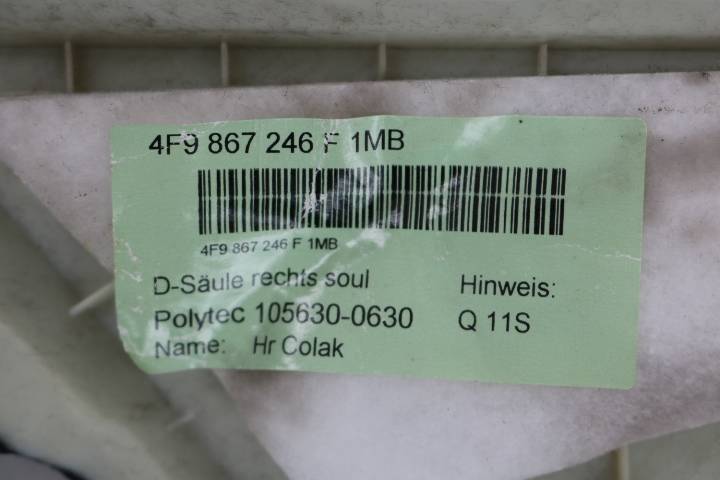 4F9 867 246 F 1MB
4F9 867 246 F 1MB
D-Säule rechts soul
Hinweis:
Polytec 105630-0630
Q 11S
Name: Hr Colak